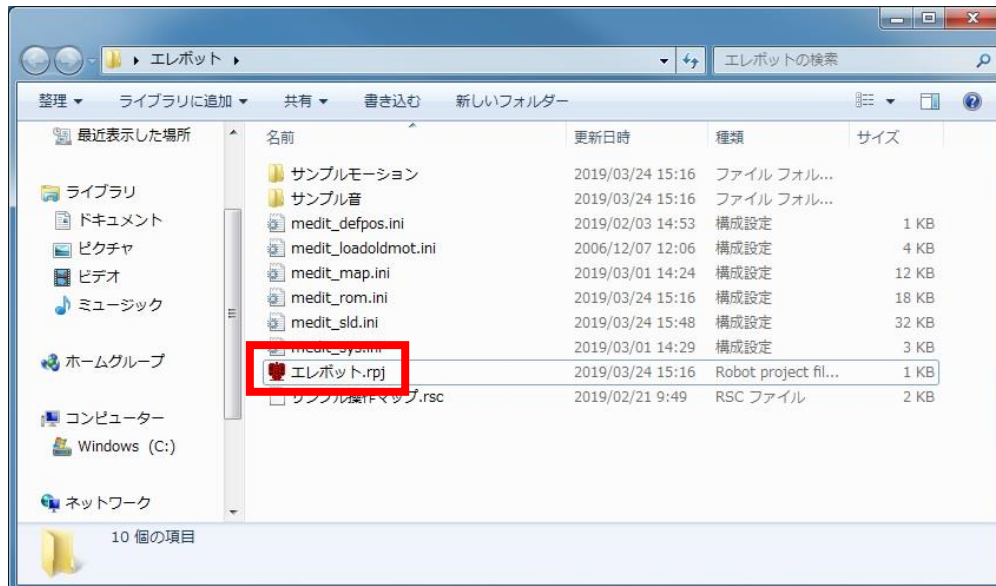 エレボット
エレボットの検索
整理 ライブラリに追加 共有 書き込む 新しいフォルダー
最近表示した場所
ライブラリ
ドキュメント
ピクチャ
ビデオ
ミュージック
ホームグループ
コンピューター
Windows (C:)
ネットワーク
名前 更新日時 種類 サイズ
サンプルモーション 2019/03/24 15:16 ファイル フォル...
サンプル音 2019/03/24 15:16 ファイル フォル...
medit_defpos.ini 2019/02/03 14:53 構成設定 1 KB
medit_loadoldmot.ini 2006/12/07 12:06 構成設定 4 KB
medit_map.ini 2019/03/01 14:24 構成設定 12 KB
medit_rom.ini 2019/03/24 15:16 構成設定 18 KB
medit_sld.ini 2019/03/24 15:48 構成設定 32 KB
medit_sys.ini 2019/03/01 14:29 構成設定 3 KB
エレボット.rpj 2019/03/24 15:16 Robot project fil... 1 KB
サンプル操作マップ.rsc 2019/02/21 9:49 RSC ファイル 2 KB
10 個の項目